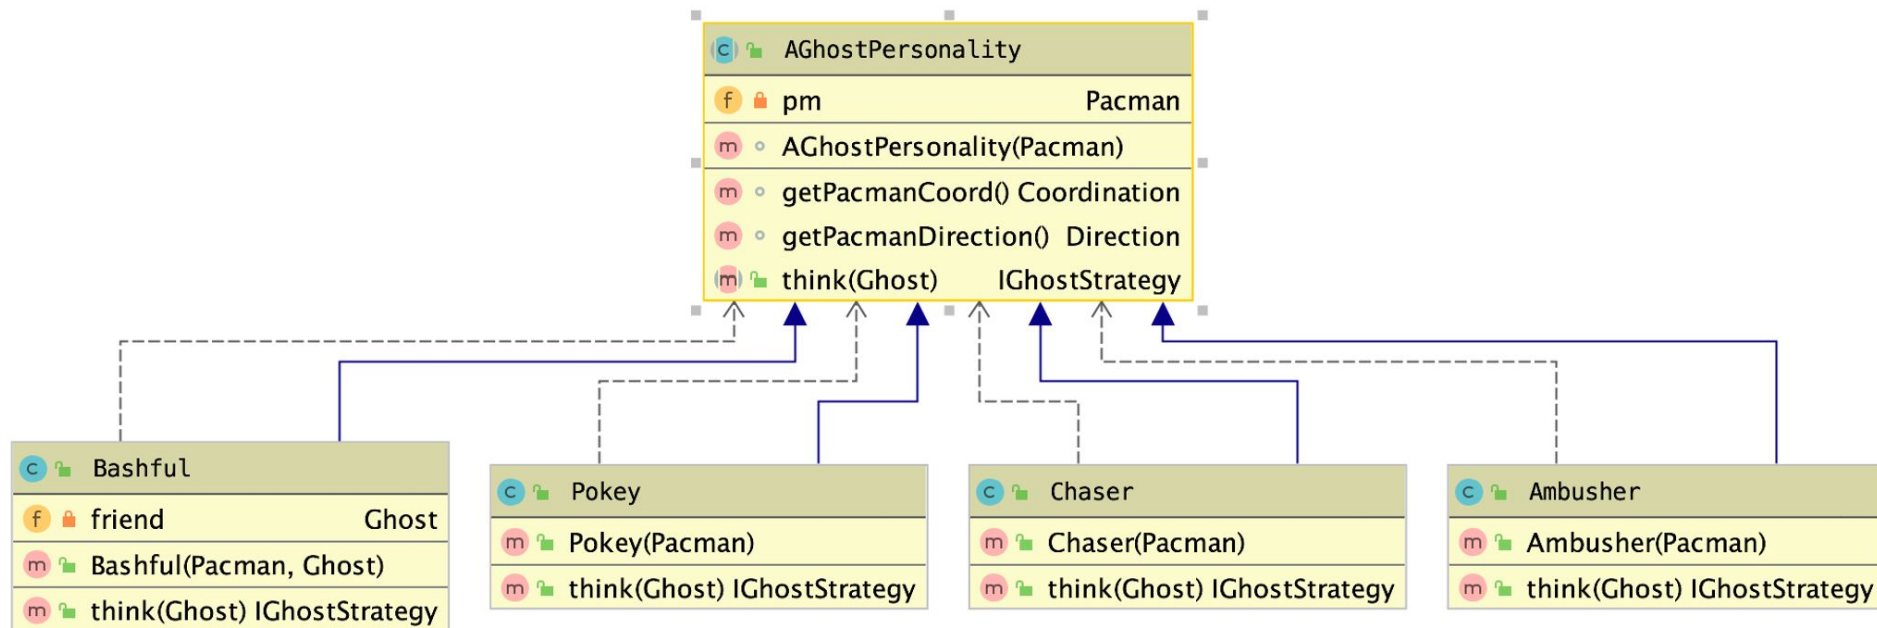 C AGhostPersonality
f pm Pacman
m AGhostPersonality(Pacman)
m getPacmanCoord() Coordination
m getPacmanDirection() Direction
m think(Ghost) IGhostStrategy
C Bashful
f friend Ghost
m Bashful(Pacman, Ghost)
m think(Ghost) IGhostStrategy
C Pokey
m Pokey(Pacman)
m think(Ghost) IGhostStrategy
C Chaser
m Chaser(Pacman)
m think(Ghost) IGhostStrategy
C Ambusher
m Ambusher(Pacman)
m think(Ghost) IGhostStrategy